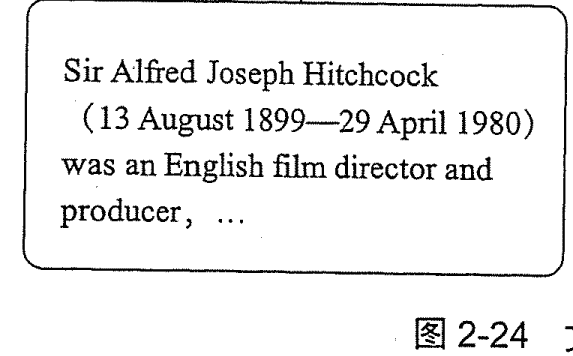 Sir Alfred Joseph Hitchcock
（13 August 1899—29 April 1980）
was an English film director and
producer， …
图 2-24